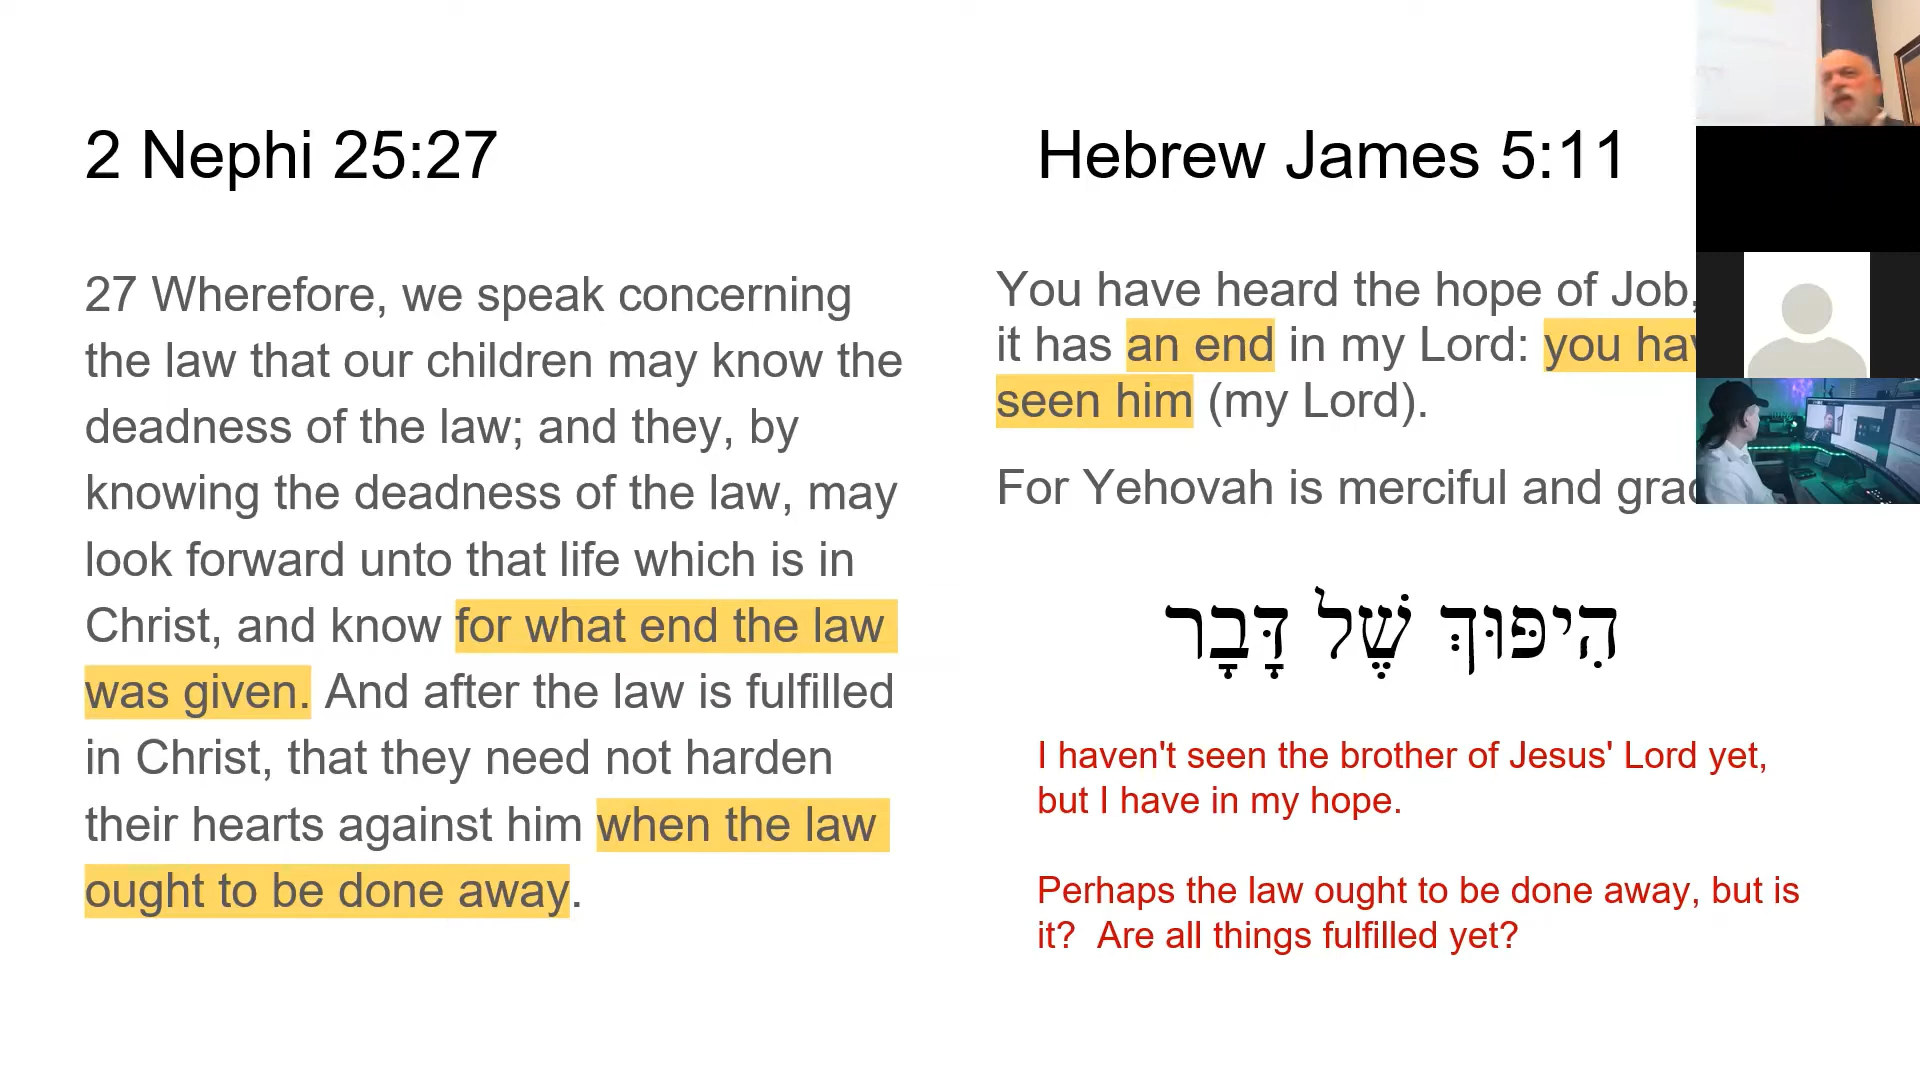 2 Nephi 25:27
27 Wherefore, we speak concerning
the law that our children may know the
deadness of the law; and they, by
knowing the deadness of the law, may
look forward unto that life which is in
Christ, and know for what end the law
was given. And after the law is fulfilled
in Christ, that they need not harden
their hearts against him when the law
ought to be done away.
Hebrew James 5:11
You have heard the hope of Job,
it has an end in my Lord: you
seen him (my Lord).
For Yehovah is merciful and
הִיפּוּךְ שֶׁל דָּבָר
I haven't seen the brother of Jesus' Lord yet,
but I have in my hope.
Perhaps the law ought to be done away, but is
it?  Are all things fulfilled yet?